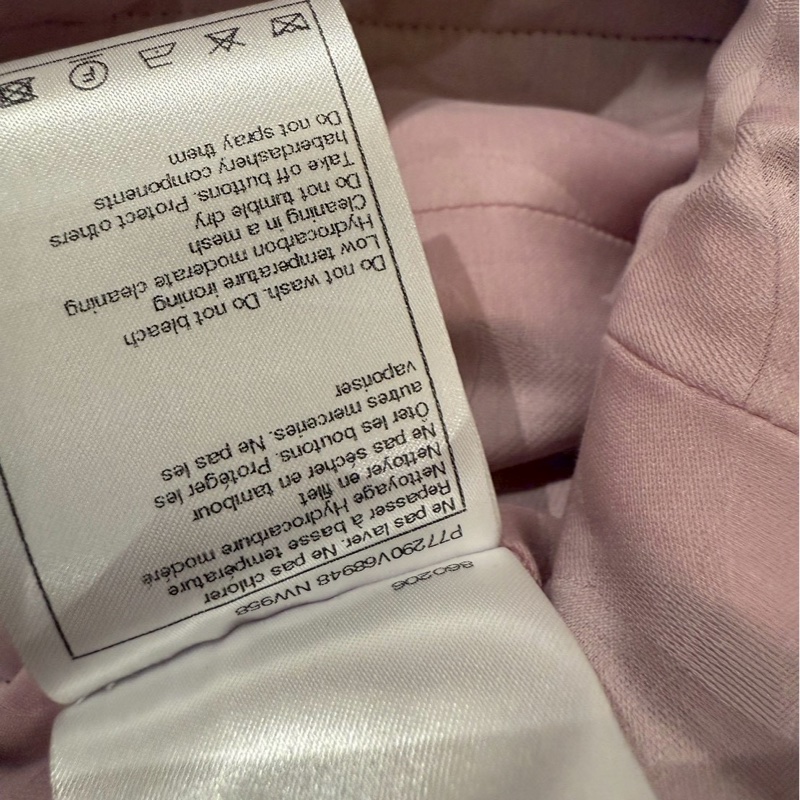 860206
P77290V68948 NW958
Ne pas laver. Ne pas chlorer
Repasser à basse température
Nettoyage Hydrocarbure modéré
Nettoyer en filet
Ne pas sécher en tambour
Ôter les boutons. Protéger les
autres merceries. Ne pas les
vaporiser
Do not wash. Do not bleach
Low temperature ironing
Hydrocarbon moderate cleaning
Cleaning in a mesh
Do not tumble dry
Take off buttons. Protect others
haberdashery components
Do not spray them
F